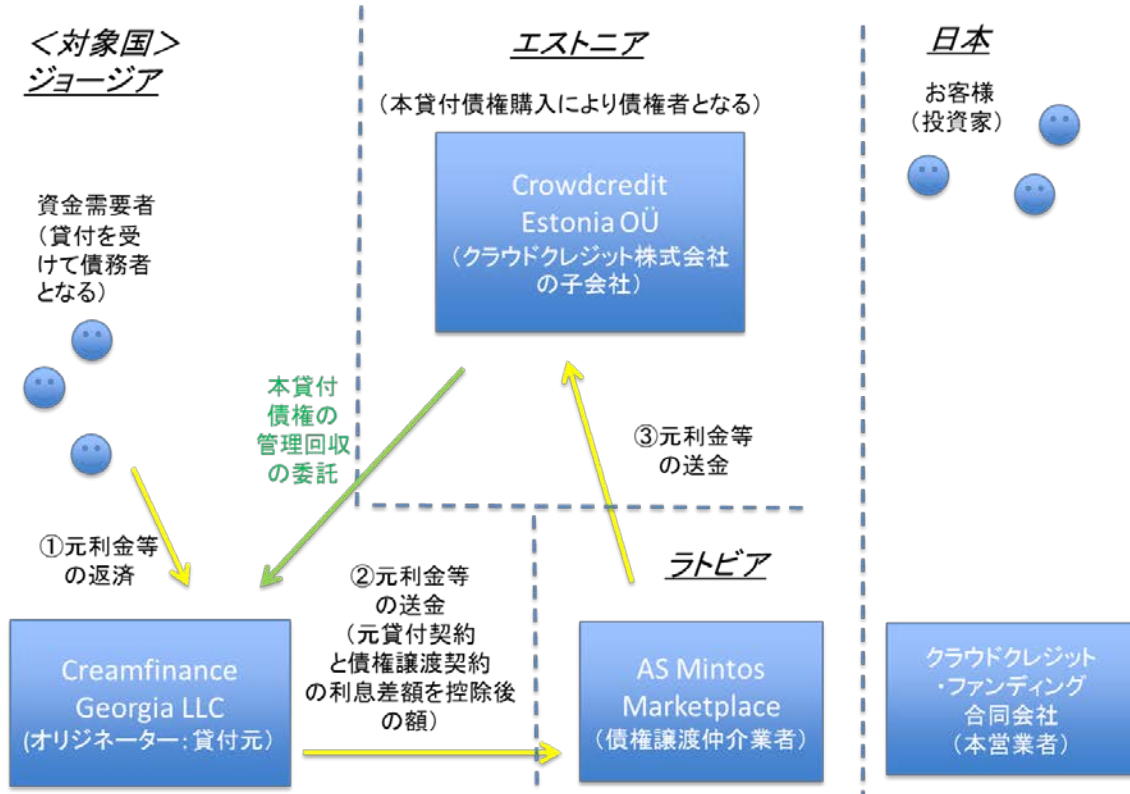 ＜対象国＞
ジョージア
エストニア
日本
（本貸付債権購入により債権者となる）
お客様
（投資家）
Crowdcredit
Estonia OÜ
（クラウドクレジット株式会社
の子会社）
資金需要者
（貸付を受
けて債務者
となる）
本貸付
債権の
管理回収
の委託
③元利金等
の送金
①元利金等
の返済
②元利金等
の送金
（元貸付契約
と債権譲渡契約
の利息差額を控除後
の額）
ラトビア
Creamfinance
Georgia LLC
(オリジネーター：貸付元）
AS Mintos
Marketplace
（債権譲渡仲介業者）
クラウドクレジット
・ファンディング
合同会社
（本営業者）